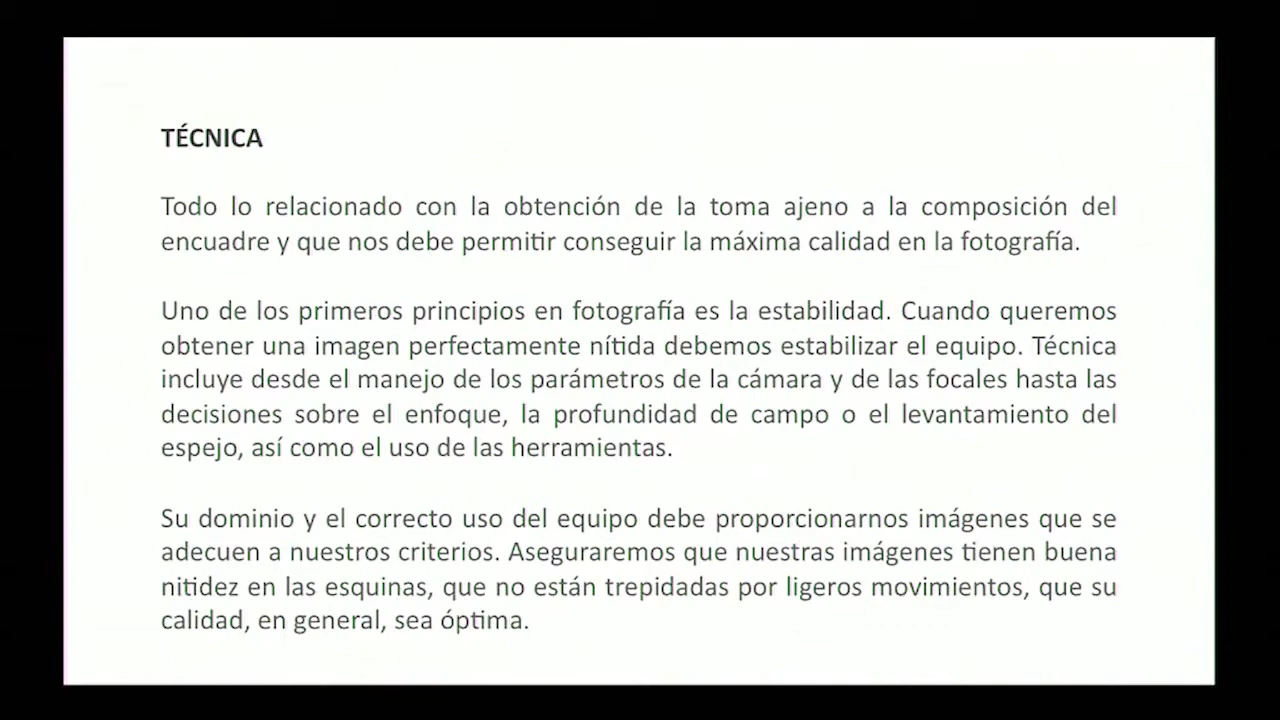 TÉCNICA
Todo lo relacionado con la obtención de la toma ajeno a la composición del
encuadre y que nos debe permitir conseguir la máxima calidad en la fotografía.
Uno de los primeros principios en fotografía es la estabilidad. Cuando queremos
obtener una imagen perfectamente nítida debemos estabilizar el equipo. Técnica
incluye desde el manejo de los parámetros de la cámara y de las focales hasta las
decisiones sobre el enfoque, la profundidad de campo o el levantamiento del
espejo, así como el uso de las herramientas.
Su dominio y el correcto uso del equipo debe proporcionarnos imágenes que se
adecuen a nuestros criterios. Aseguraremos que nuestras imágenes tienen buena
nitidez en las esquinas, que no están trepidadas por ligeros movimientos, que su
calidad, en general, sea óptima.